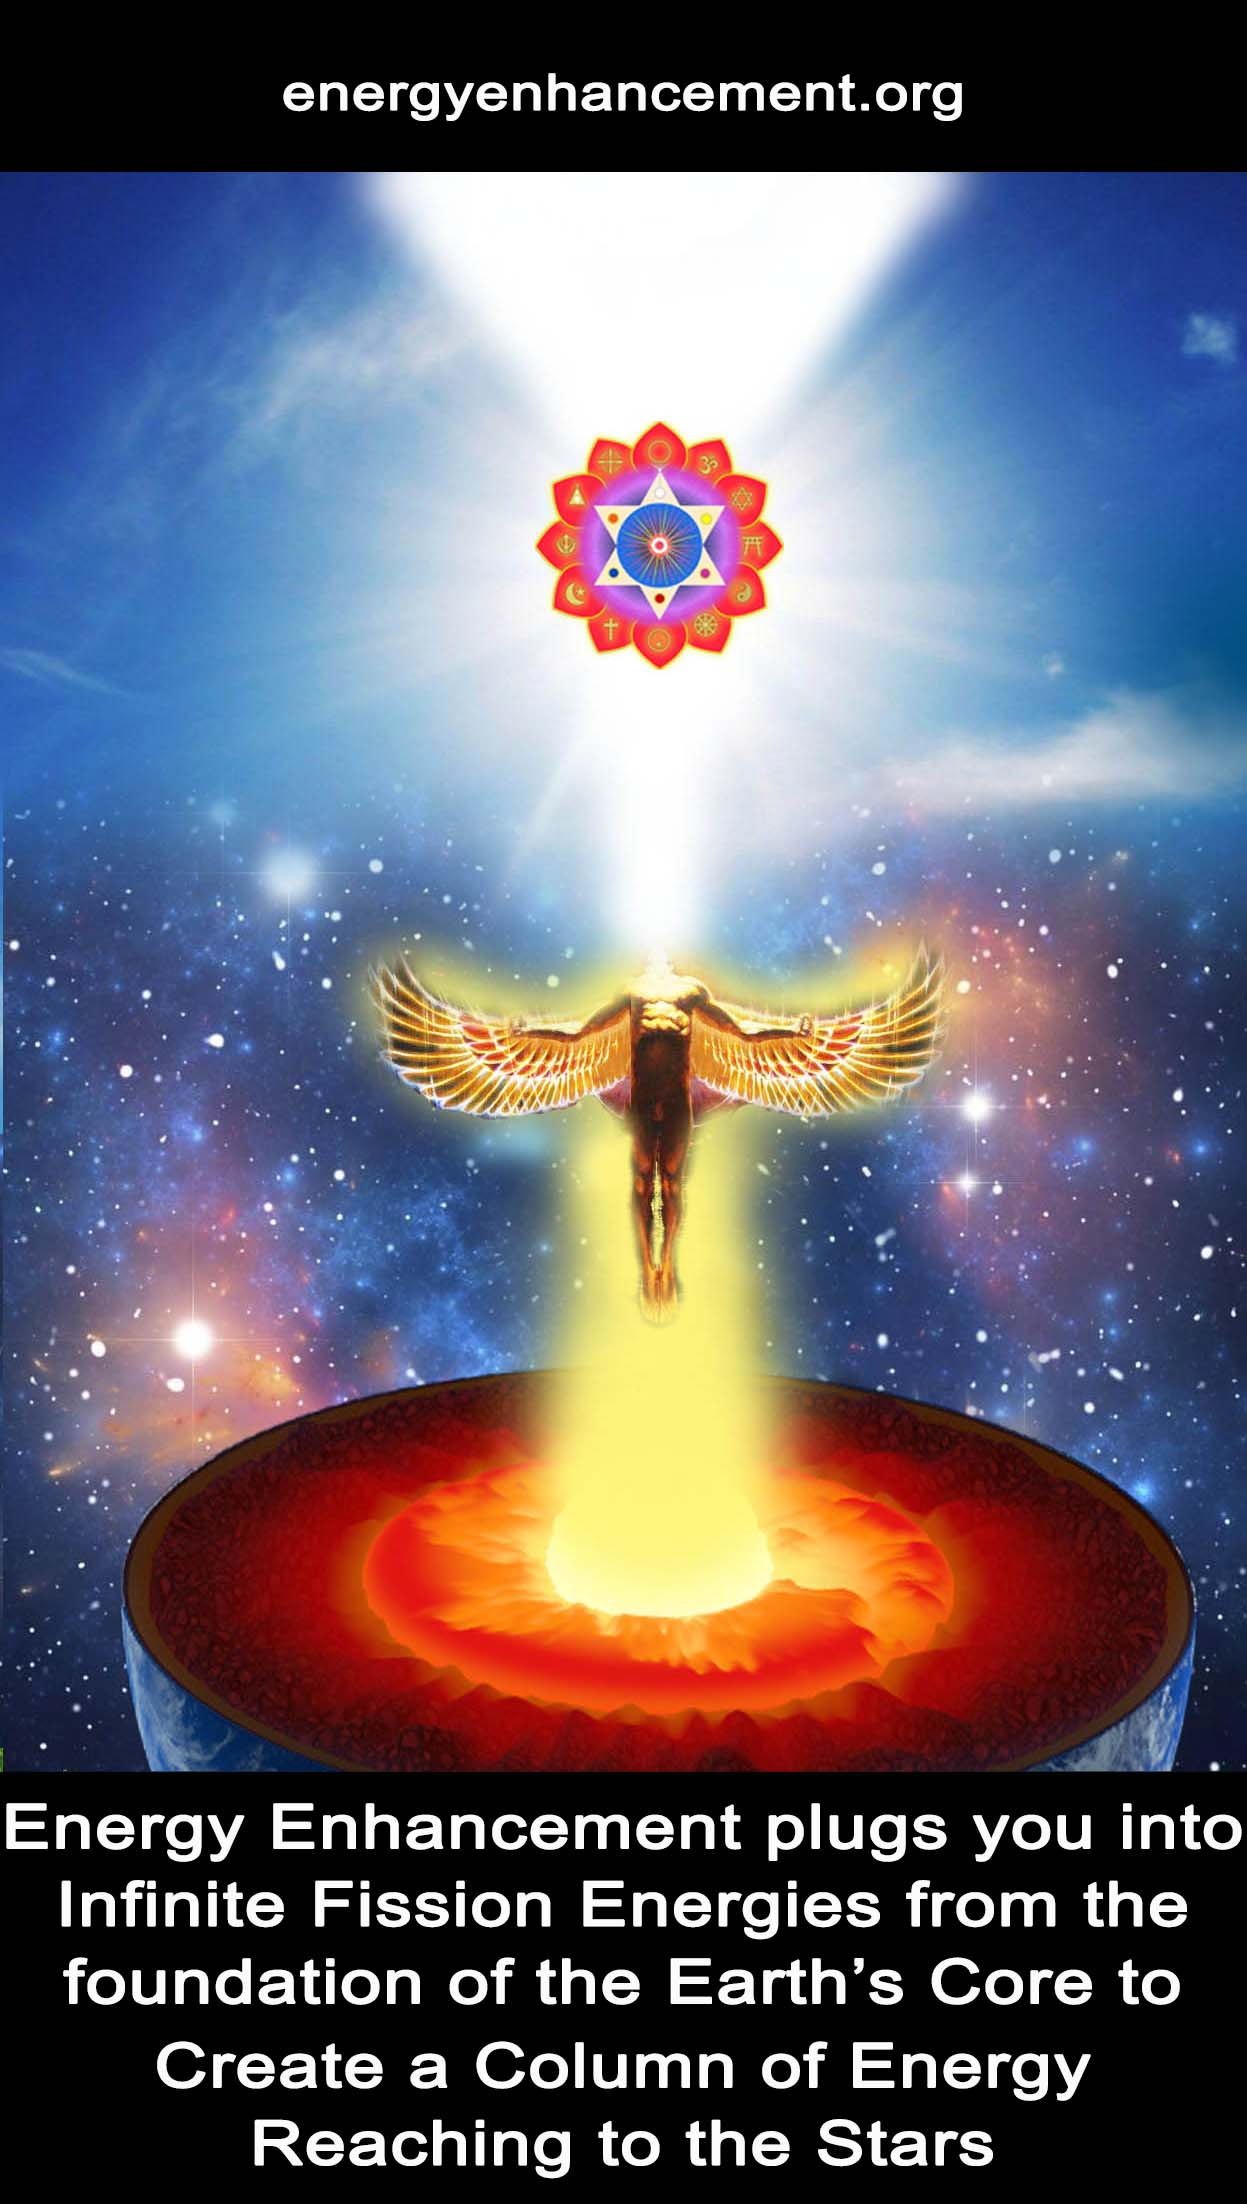 energyenhancement.org
Energy Enhancement plugs you into
Infinite Fission Energies from the
foundation of the Earth’s Core to
Create a Column of Energy
Reaching to the Stars